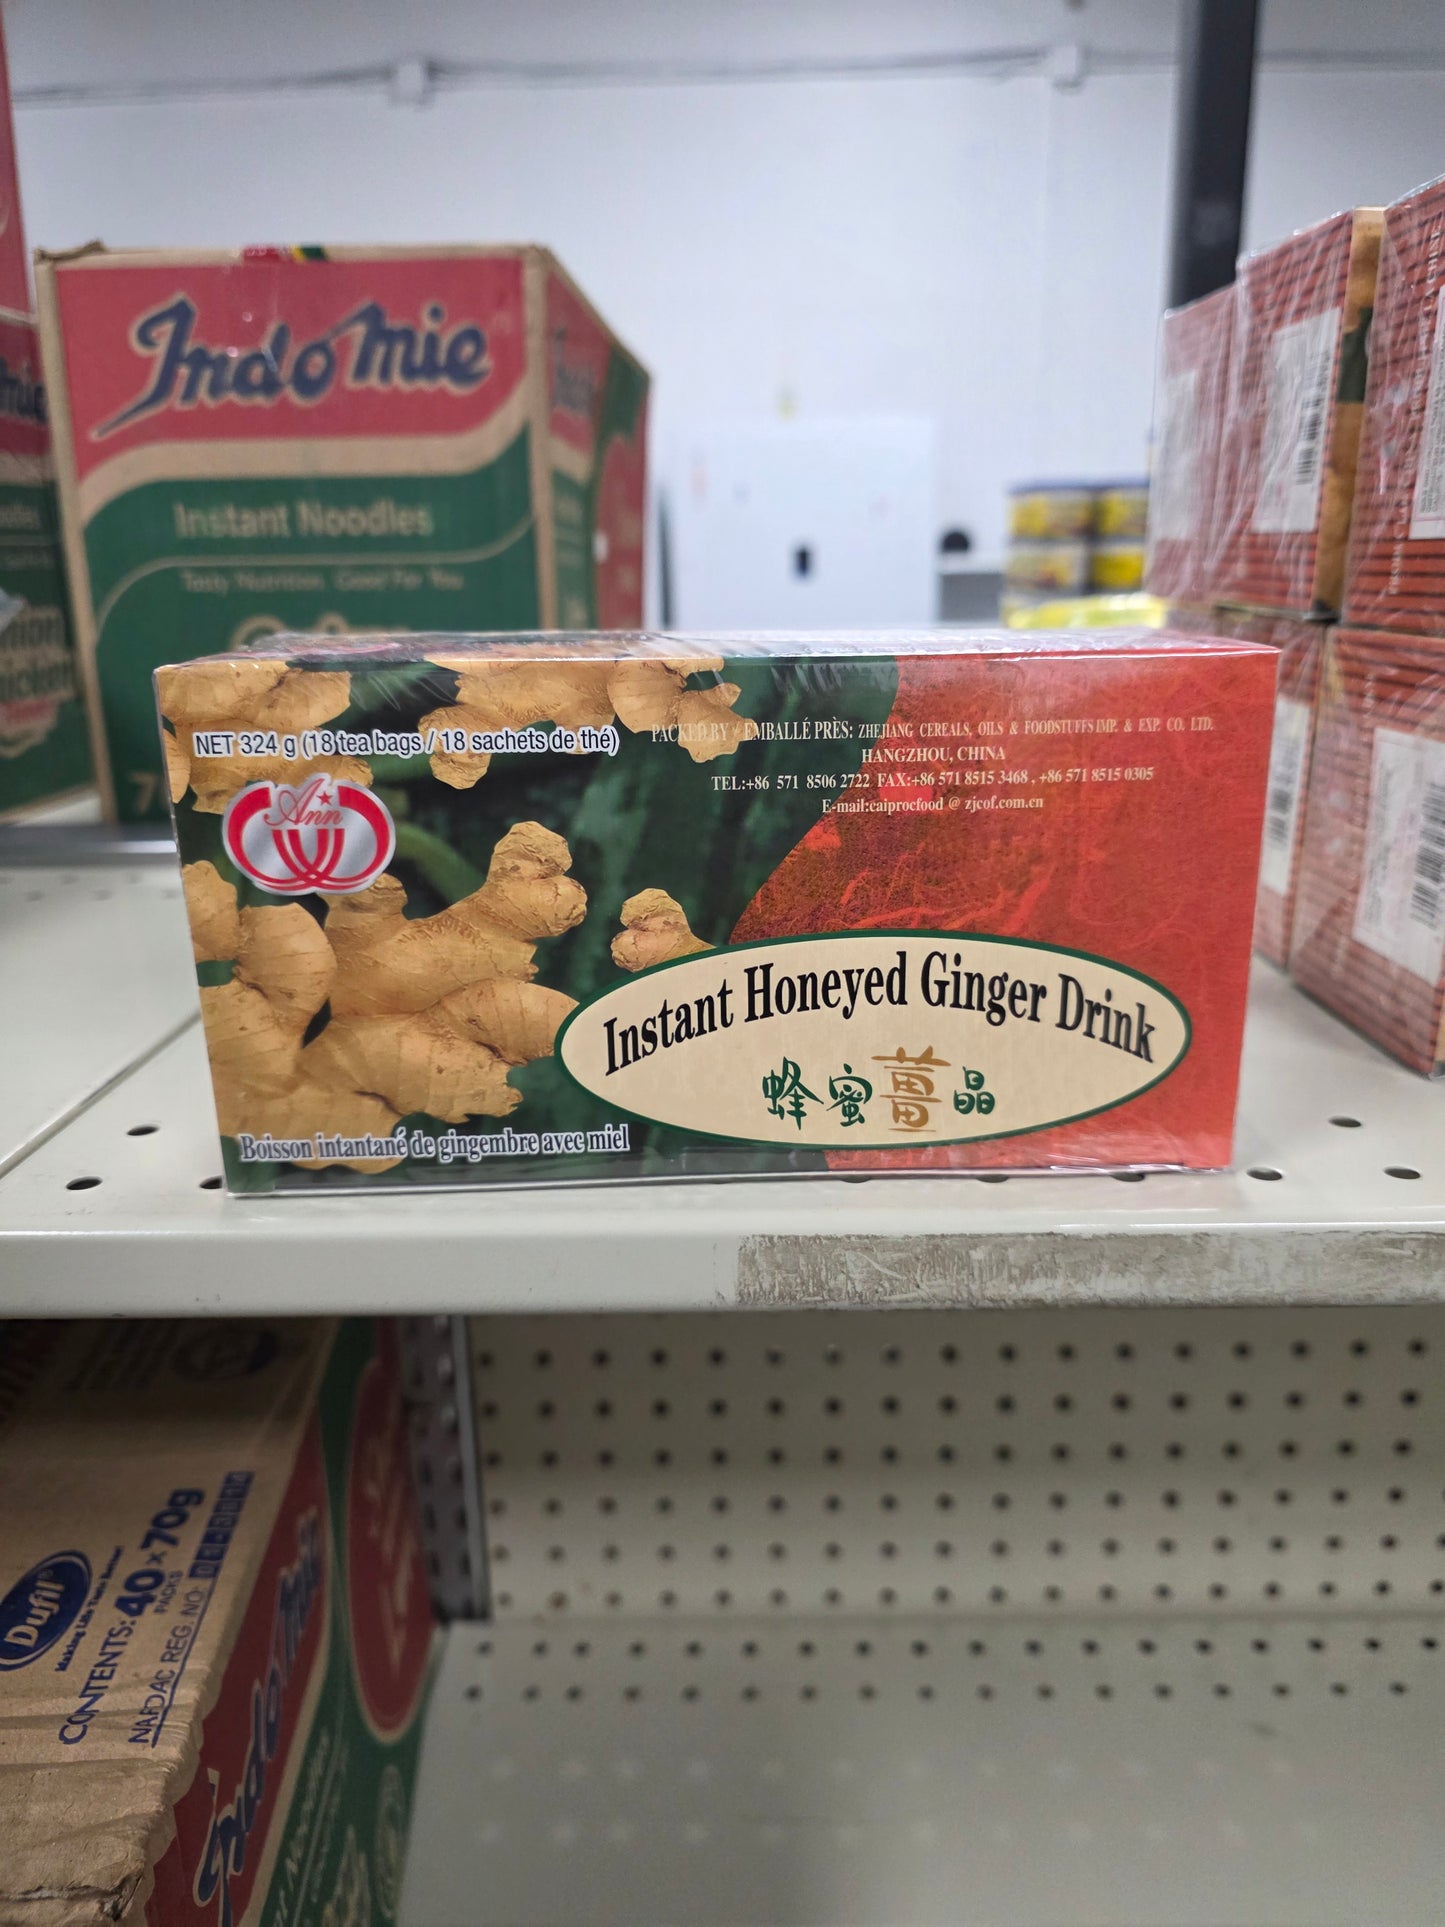 Indomie
Instant Noodles
Tasty Nutrition Good For You
NET 324 g (18 tea bags / 18 sachets de thé)
PACKED BY / EMBALLÉ PRÈS: ZHEJIANG CEREALS, OILS & FOODSTUFFS IMP. & EXP. CO. LTD.
HANGZHOU, CHINA
TEL:+86 571 8506 2722 FAX:+86 571 8515 3468 , +86 571 8515 0305
E-mail:caiprocfood @ zjcof.com.cn
Ann
Instant Honeyed Ginger Drink
蜂蜜薑晶
Boisson intantané de gingembre avec miel
Dufil
CONTENTS: 40×70g
PACKS
NAFDAC REG. NO:
Indomie